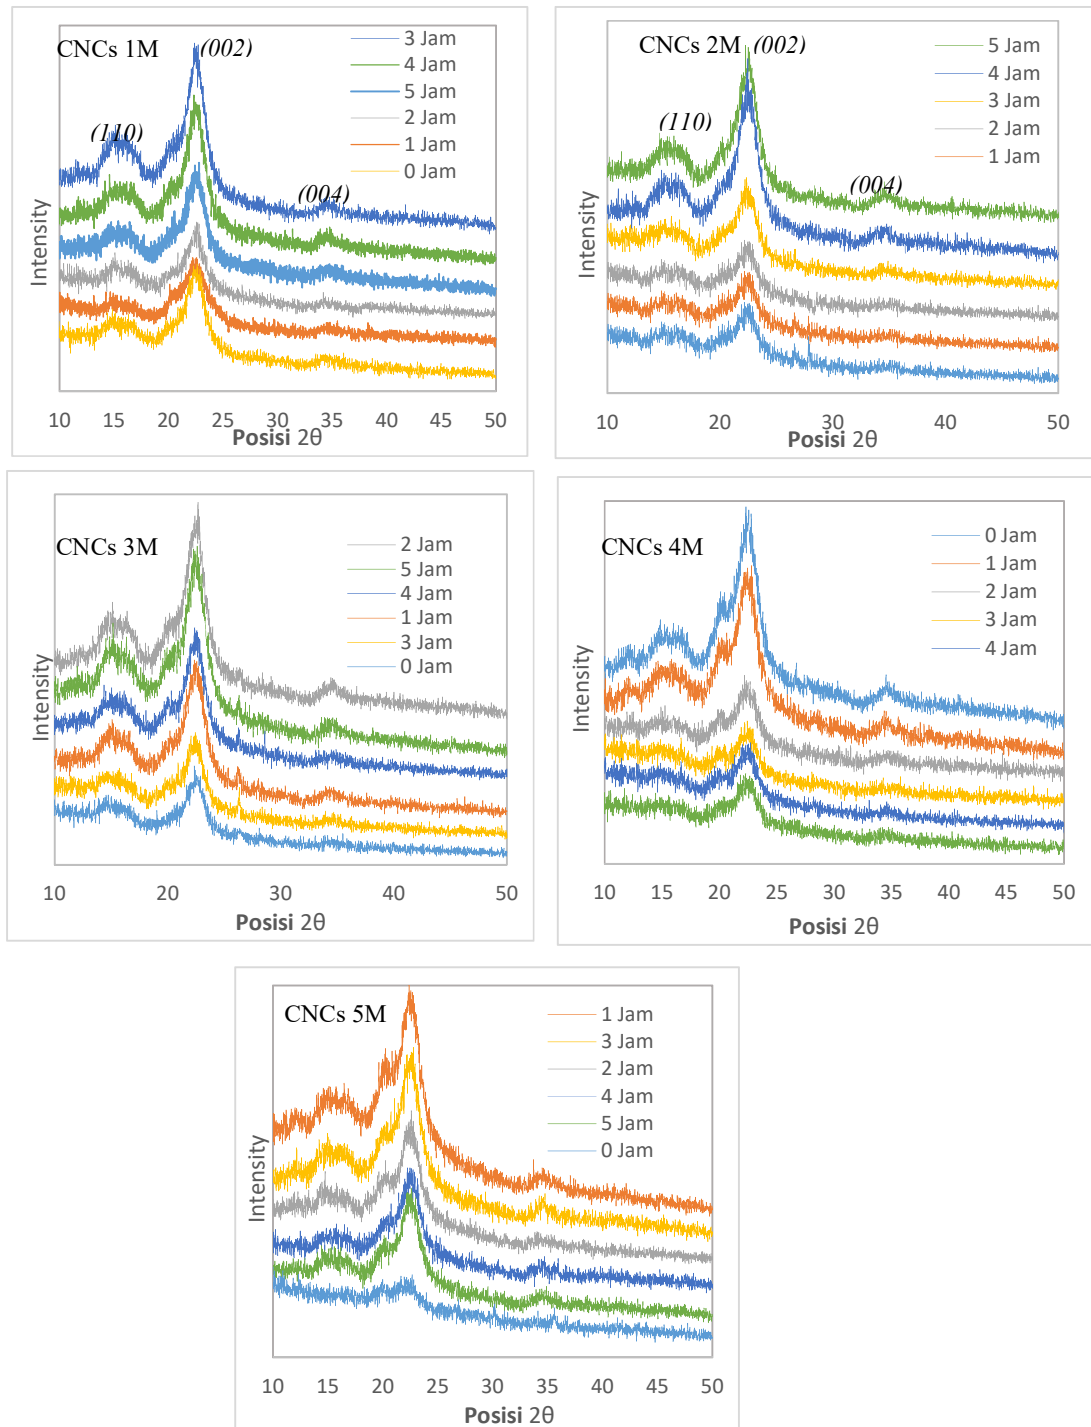 CNCs 1M
(002)
(110)
(004)
3 Jam
4 Jam
5 Jam
2 Jam
1 Jam
0 Jam
Intensity
10 15 20 25 30 35 40 45 50
Posisi 2θ
CNCs 2M
(002)
(110)
(004)
5 Jam
4 Jam
3 Jam
2 Jam
1 Jam
Intensity
10 20 30 40 50
Posisi 2θ
CNCs 3M
2 Jam
5 Jam
4 Jam
1 Jam
3 Jam
0 Jam
Intensity
10 20 30 40 50
Posisi 2θ
CNCs 4M
0 Jam
1 Jam
2 Jam
3 Jam
4 Jam
Intensity
10 15 20 25 30 35 40 45 50
Posisi 2θ
CNCs 5M
1 Jam
3 Jam
2 Jam
4 Jam
5 Jam
0 Jam
Intensity
10 15 20 25 30 35 40 45 50
Posisi 2θ